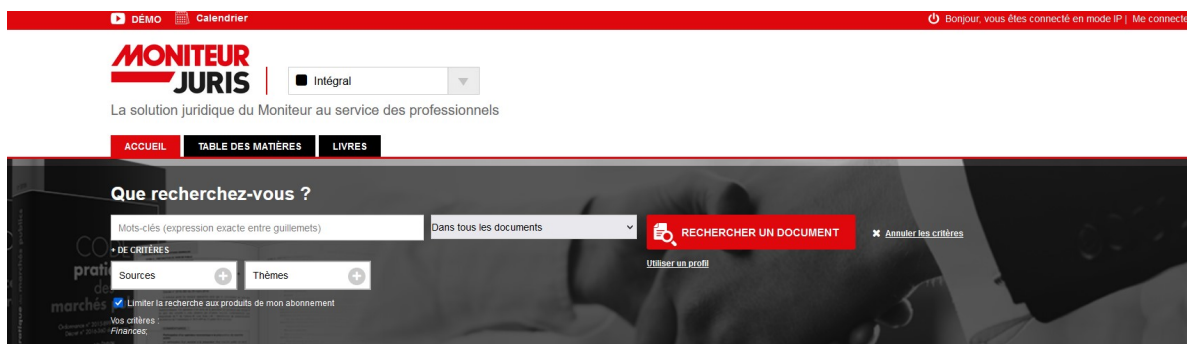 DÉMO Calendrier Bonjour, vous êtes connecté en mode IP | Me connecte
MONITEUR
JURIS
Intégral
La solution juridique du Moniteur au service des professionnels
ACCUEIL TABLE DES MATIÈRES LIVRES
Que recherchez-vous ?
Mots-clés (expression exacte entre guillemets) Dans tous les documents RECHERCHER UN DOCUMENT Annuler les critères
+ DE CRITÈRES
Utiliser un profil
Sources Thèmes
Limiter la recherche aux produits de mon abonnement
Vos critères :
Finances;
prati
de
marchés